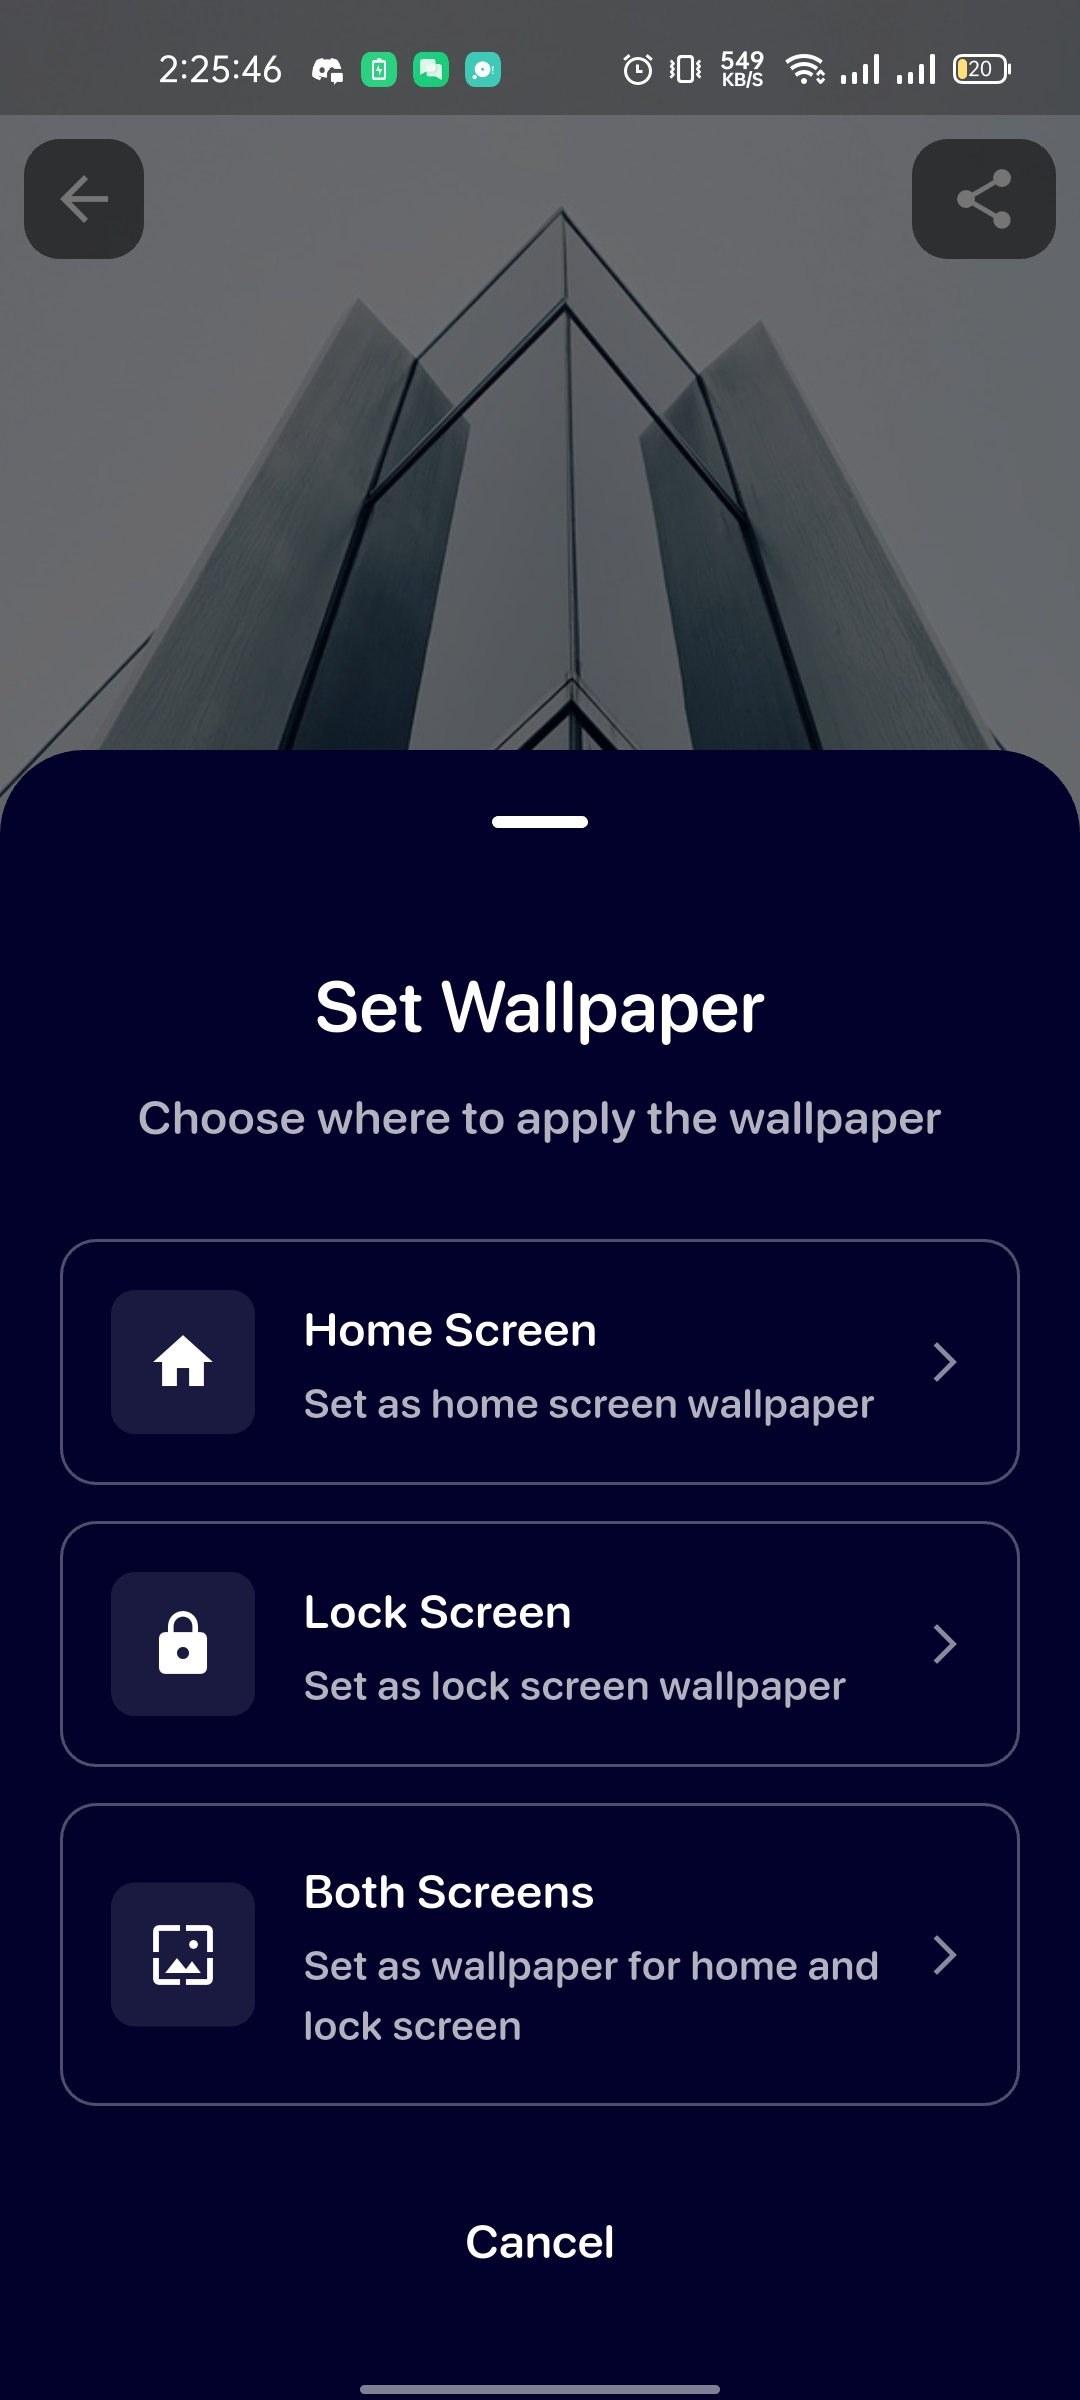 2:25:46
549
KB/S
20
Set Wallpaper
Choose where to apply the wallpaper
Home Screen
Set as home screen wallpaper
Lock Screen
Set as lock screen wallpaper
Both Screens
Set as wallpaper for home and
lock screen
Cancel